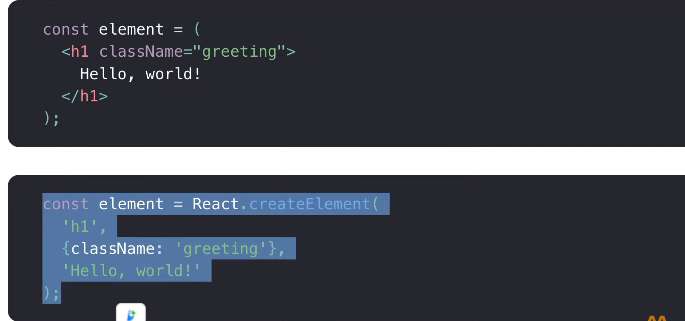 const element = (
  <h1 className="greeting">
    Hello, world!
  </h1>
);
const element = React.createElement(
  'h1',
  {className: 'greeting'},
  'Hello, world!'
);